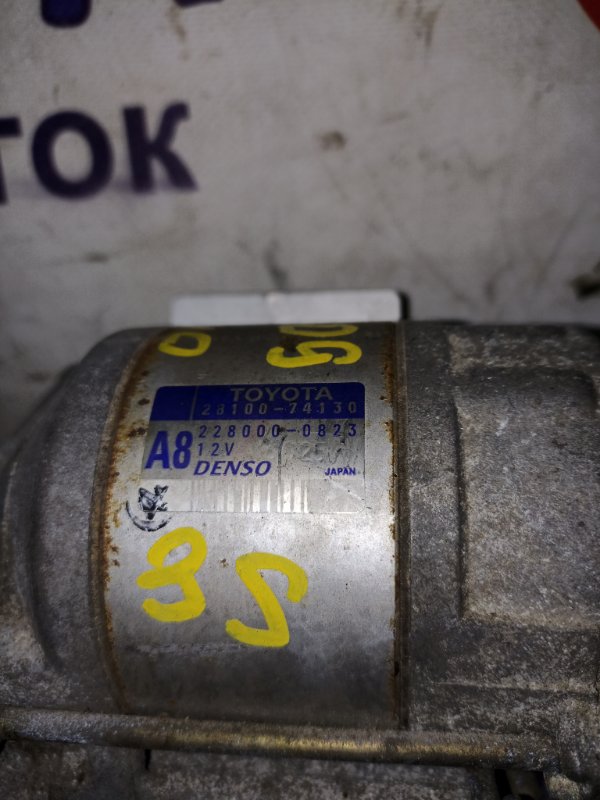 ТОК
TOYOTA
28100-74130
A8 228000-0823
12V
DENSO
JAPAN